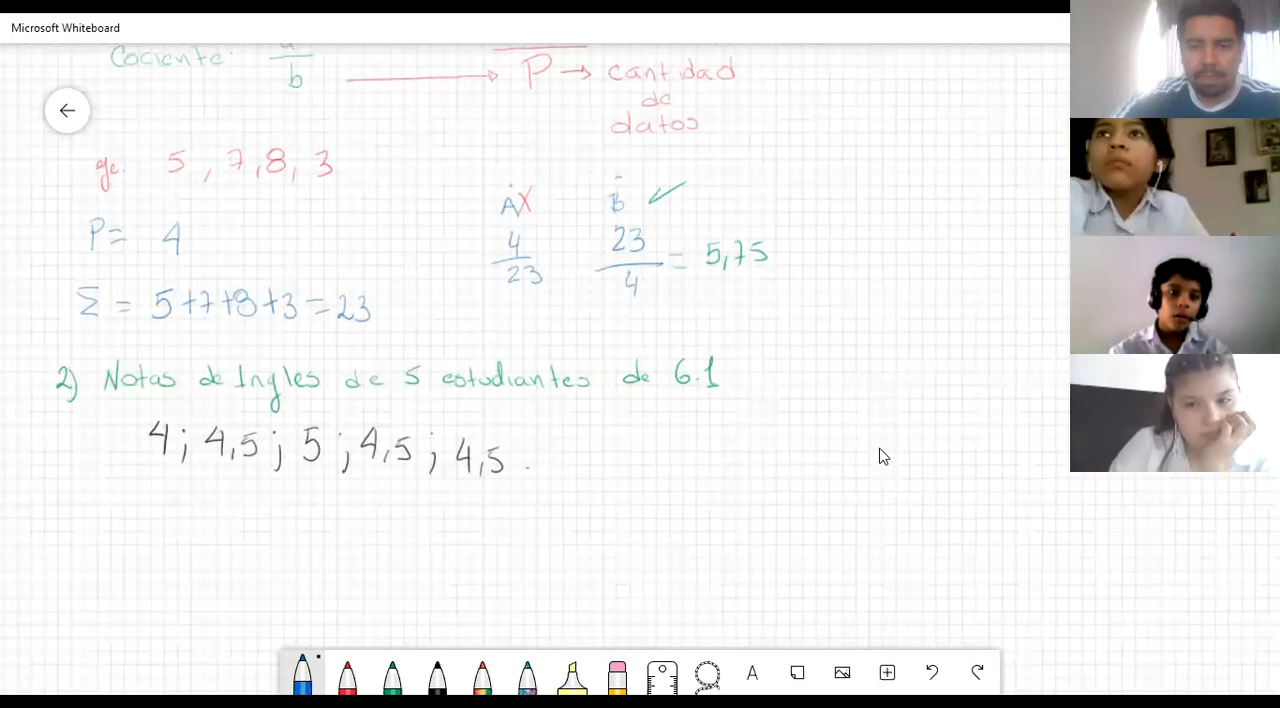 Microsoft Whiteboard
Cociente:
b
P → cantidad
de
datos
ge. 5 , 7 , 8 , 3
P = 4
Σ = 5+7+8+3=23
A X
4
23
B ✓
23
4
= 5,75
2) Notas de Ingles de 5 estudiantes de 6.1
4 ; 4,5 ; 5 ; 4,5 ; 4,5 .
A